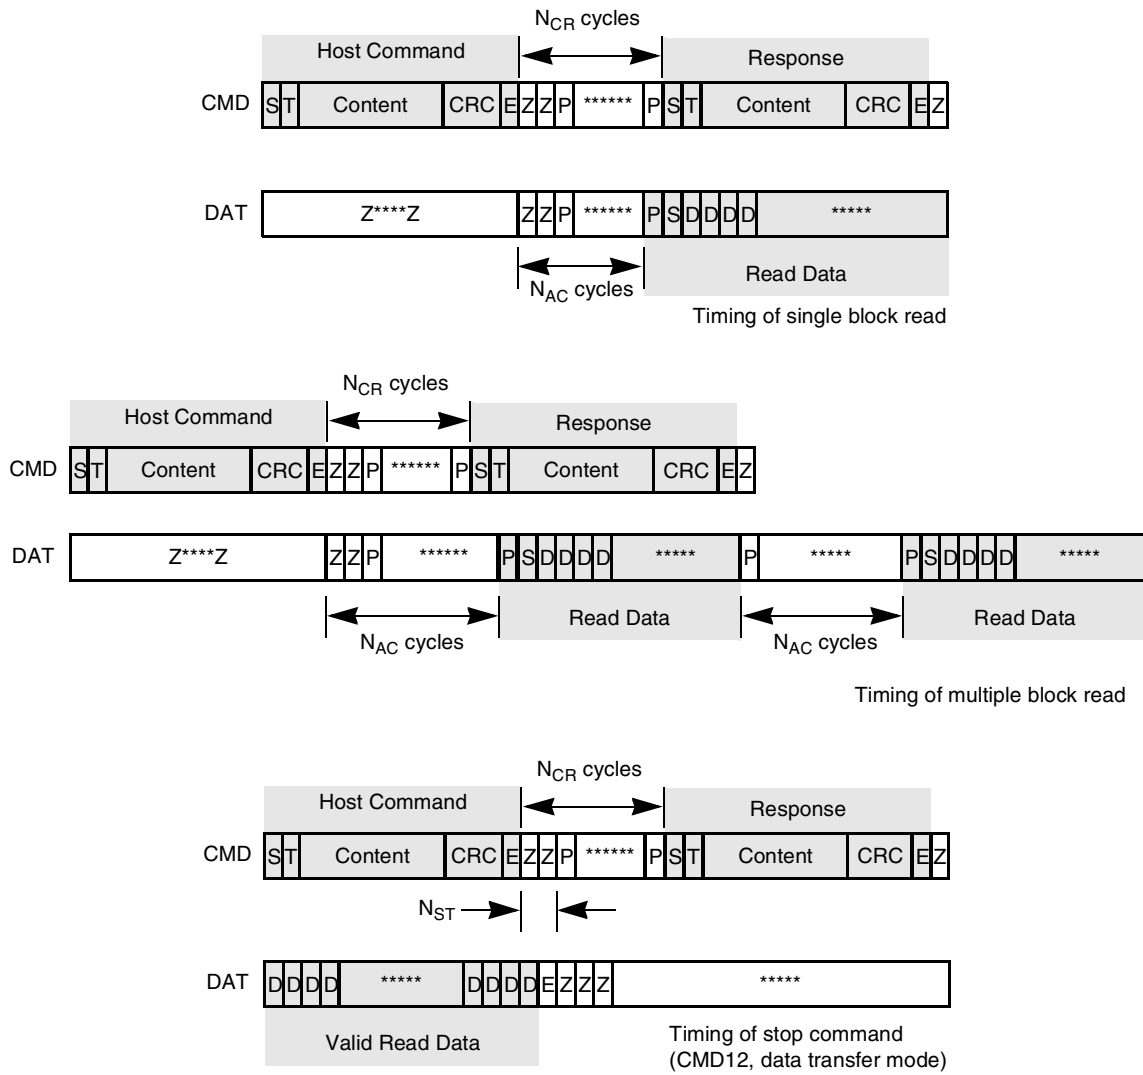 N_CR cycles
Host Command Response
CMD S T Content CRC E Z Z P ****** P S T Content CRC E Z
DAT Z****Z Z Z P ****** P S D D D D *****
N_AC cycles Read Data
Timing of single block read
N_CR cycles
Host Command Response
CMD S T Content CRC E Z Z P ****** P S T Content CRC E Z
DAT Z****Z Z Z P ****** P S D D D D ***** P ***** P S D D D D *****
N_AC cycles Read Data N_AC cycles Read Data
Timing of multiple block read
N_CR cycles
Host Command Response
CMD S T Content CRC E Z Z P ****** P S T Content CRC E Z
N_ST
DAT D D D D ***** D D D D E Z Z Z *****
Valid Read Data
Timing of stop command
(CMD12, data transfer mode)